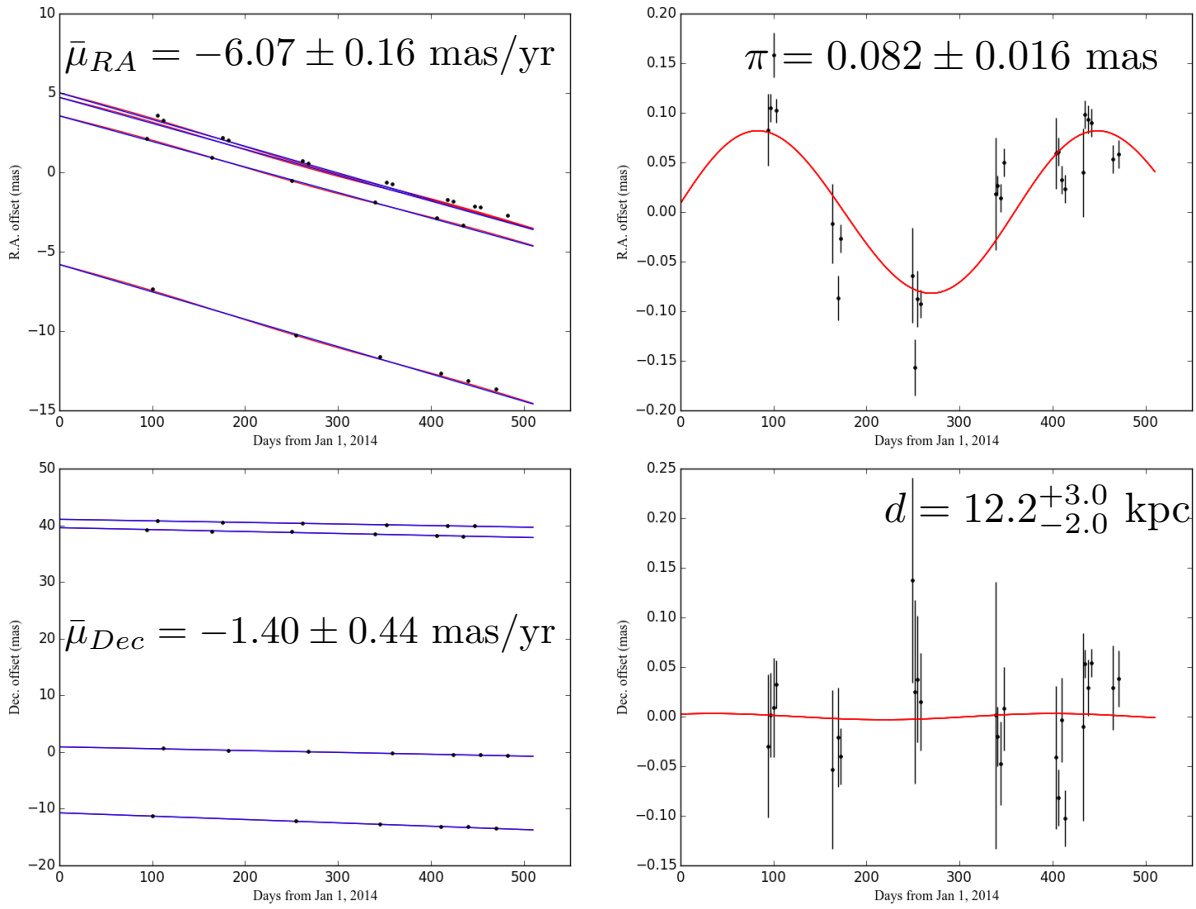 10
5
0
−5
−10
−15
0 100 200 300 400 500
R.A. offset (mas)
Days from Jan 1, 2014
μ̄_{RA} = −6.07 ± 0.16 mas/yr
0.20
0.15
0.10
0.05
0.00
−0.05
−0.10
−0.15
−0.20
0 100 200 300 400 500
R.A. offset (mas)
Days from Jan 1, 2014
π = 0.082 ± 0.016 mas
50
40
30
20
10
0
−10
−20
0 100 200 300 400 500
Dec. offset (mas)
Days from Jan 1, 2014
μ̄_{Dec} = −1.40 ± 0.44 mas/yr
0.25
0.20
0.15
0.10
0.05
0.00
−0.05
−0.10
−0.15
0 100 200 300 400 500
Dec. offset (mas)
Days from Jan 1, 2014
d = 12.2^{+3.0}_{−2.0} kpc